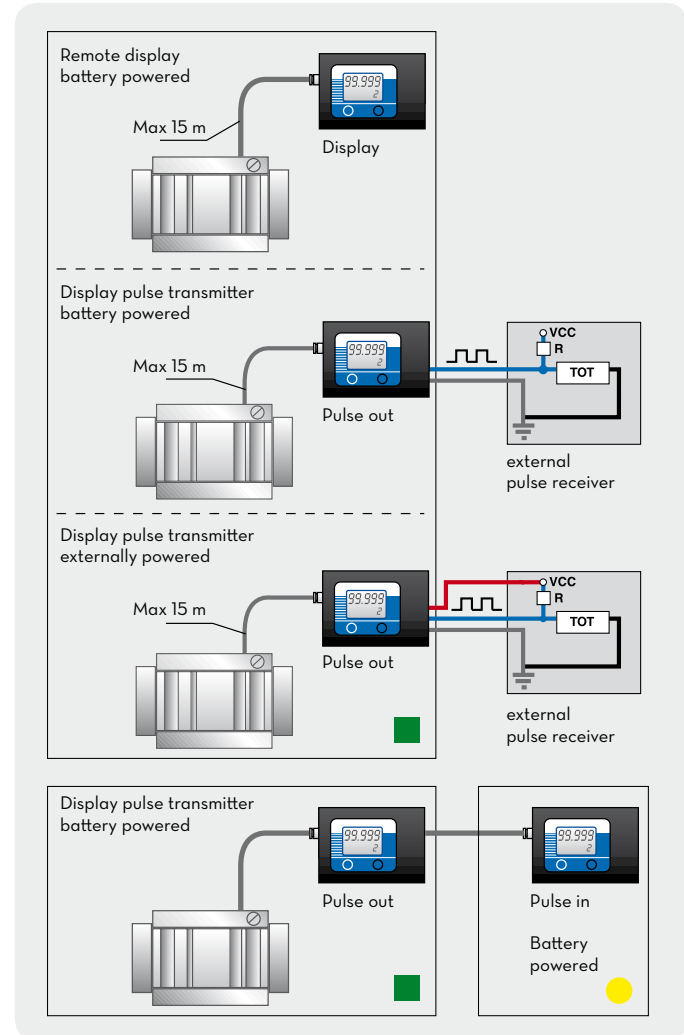 Remote display
battery powered
99.999
2
Max 15 m
Display
Display pulse transmitter
battery powered
99.999
2
Max 15 m
Pulse out
VCC
R
TOT
external
pulse receiver
Display pulse transmitter
externally powered
99.999
2
Max 15 m
Pulse out
VCC
R
TOT
external
pulse receiver
Display pulse transmitter
battery powered
99.999
2
Pulse out
99.999
2
Pulse in
Battery
powered